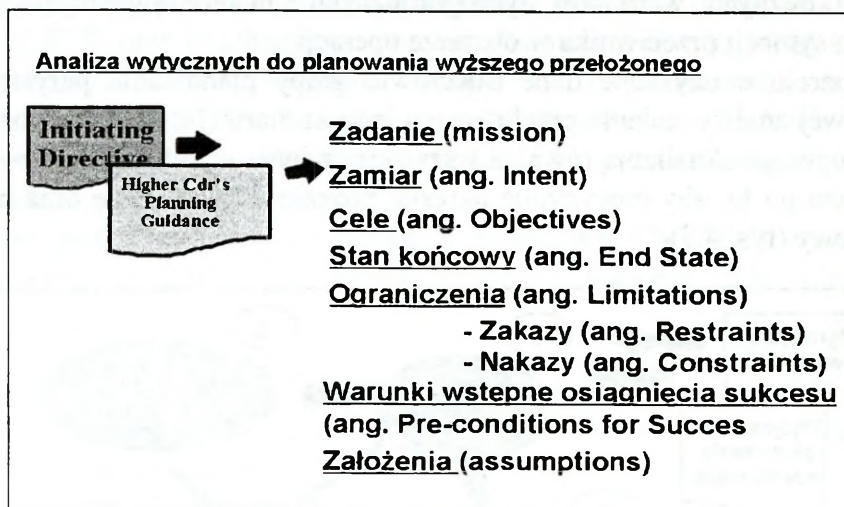 Analiza wytycznych do planowania wyższego przełożonego
Initiating
Directive
Higher Cdr's
Planning
Guidance
Zadanie (mission)
Zamiar (ang. Intent)
Cele (ang. Objectives)
Stan końcowy (ang. End State)
Ograniczenia (ang. Limitations)
- Zakazy (ang. Restraints)
- Nakazy (ang. Constraints)
Warunki wstępne osiągnięcia sukcesu
(ang. Pre-conditions for Succes
Założenia (assumptions)